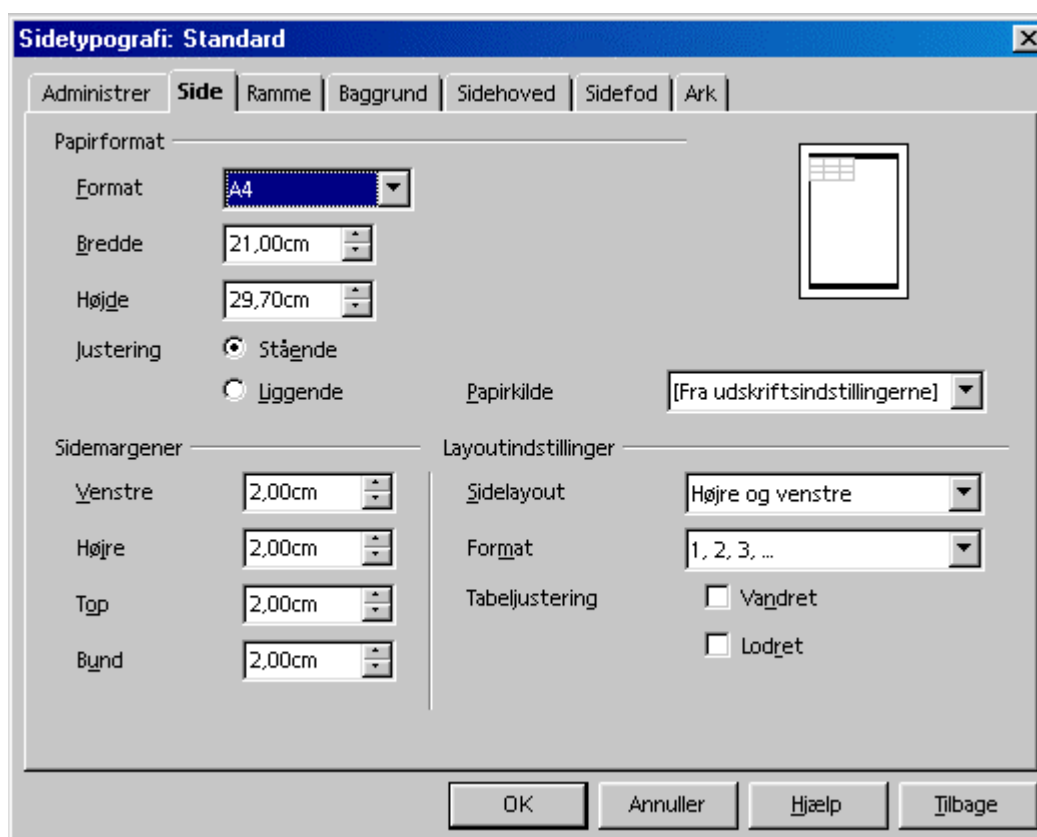 Sidetypografi: Standard
Administrer Side Ramme Baggrund Sidehoved Sidefod Ark
Papirformat
Format A4
Bredde 21,00cm
Højde 29,70cm
Justering Stående
Liggende Papirkilde [Fra udskriftsindstillingerne]
Sidemargener Layoutindstillinger
Venstre 2,00cm Sidelayout Højre og venstre
Højre 2,00cm Format 1, 2, 3, ...
Top 2,00cm Tabeljustering Vandret
Bund 2,00cm Lodret
OK Annuller Hjælp Tilbage